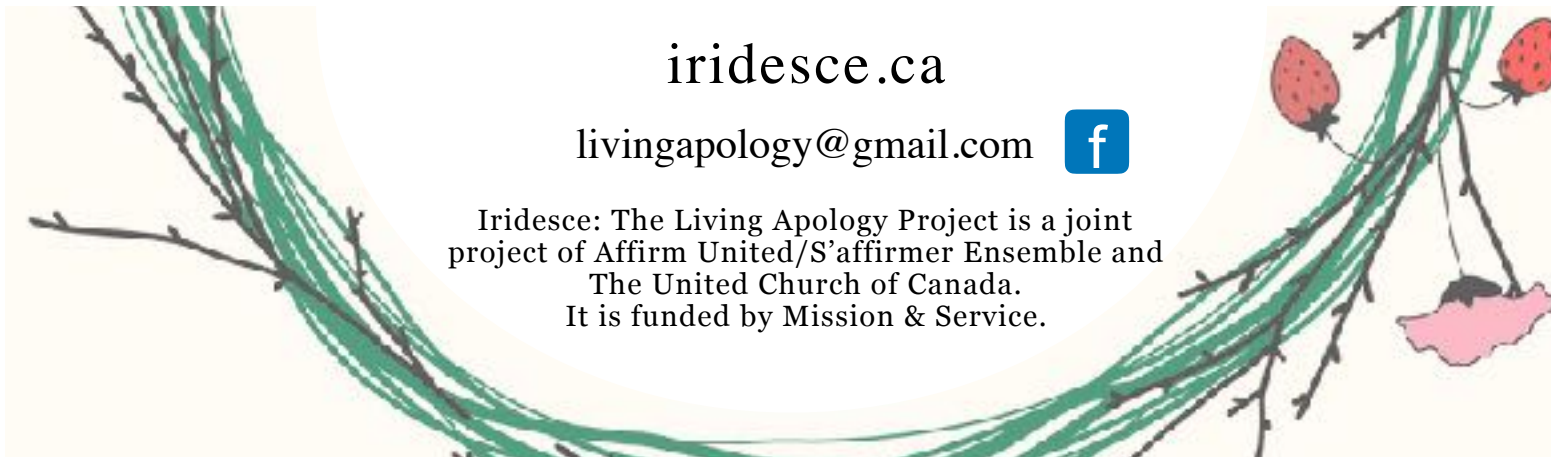 iridesce.ca
livingapology@gmail.com f
Iridesce: The Living Apology Project is a joint
project of Affirm United/S’affirmer Ensemble and
The United Church of Canada.
It is funded by Mission & Service.